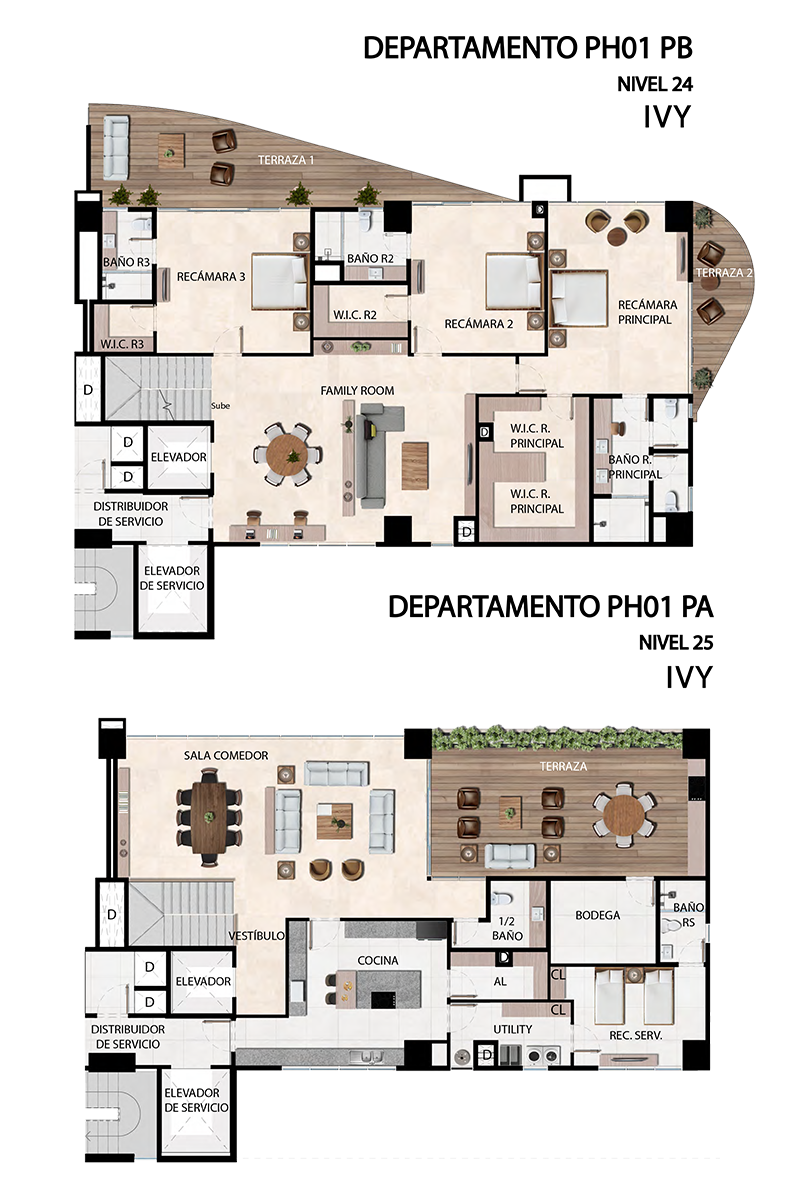 DEPARTAMENTO PH01 PB
NIVEL 24
IVY
TERRAZA 1
BAÑO R3
RECÁMARA 3
BAÑO R2
W.I.C. R2
RECÁMARA 2
RECÁMARA
PRINCIPAL
TERRAZA 2
W.I.C. R3
D
Sube
FAMILY ROOM
D
D
ELEVADOR
D
W.I.C. R.
PRINCIPAL
W.I.C. R.
PRINCIPAL
BAÑO R.
PRINCIPAL
D
D
DISTRIBUIDOR
DE SERVICIO
ELEVADOR
DE SERVICIO
DEPARTAMENTO PH01 PA
NIVEL 25
IVY
SALA COMEDOR
TERRAZA
D
VESTÍBULO
1/2
BAÑO
BODEGA
BAÑO
RS
D
D
ELEVADOR
COCINA
D
AL
CL
CL
DISTRIBUIDOR
DE SERVICIO
UTILITY
D
REC. SERV.
ELEVADOR
DE SERVICIO